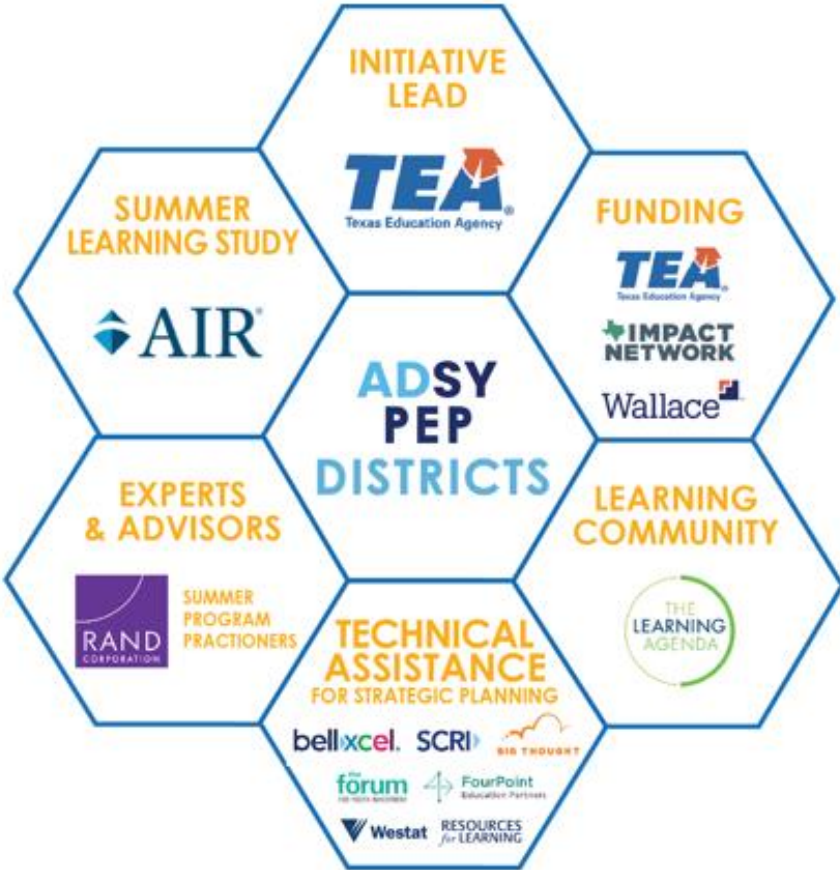 INITIATIVE
LEAD
TEA®
Texas Education Agency
SUMMER
LEARNING STUDY
AIR®
FUNDING
TEA®
Texas Education Agency
IMPACT
NETWORK
Wallace
ADSY
PEP
DISTRICTS
EXPERTS
& ADVISORS
RAND
CORPORATION
SUMMER
PROGRAM
PRACTIONERS
LEARNING
COMMUNITY
THE
LEARNING
AGENDA
TECHNICAL
ASSISTANCE
FOR STRATEGIC PLANNING
bellxcel.
SCRI
BIG THOUGHT
the
forum
FOR YOUTH INVESTMENT
FourPoint
Education Partners
Westat
RESOURCES
for LEARNING